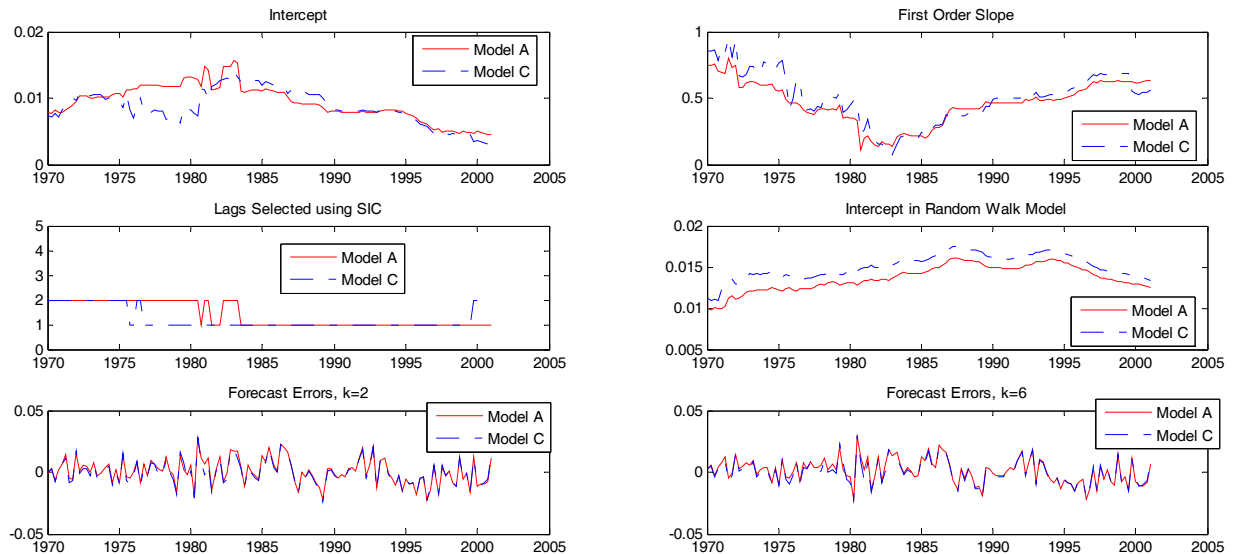 Intercept
0.02
0.01
0
Model A
Model C
1970 1975 1980 1985 1990 1995 2000 2005
First Order Slope
1
0.5
0
Model A
Model C
1970 1975 1980 1985 1990 1995 2000 2005
Lags Selected using SIC
5
4
3
2
1
0
Model A
Model C
1970 1975 1980 1985 1990 1995 2000 2005
Intercept in Random Walk Model
0.02
0.015
0.01
0.005
Model A
Model C
1970 1975 1980 1985 1990 1995 2000 2005
Forecast Errors, k=2
0.05
0
-0.05
Model A
Model C
1970 1975 1980 1985 1990 1995 2000 2005
Forecast Errors, k=6
0.05
0
-0.05
Model A
Model C
1970 1975 1980 1985 1990 1995 2000 2005